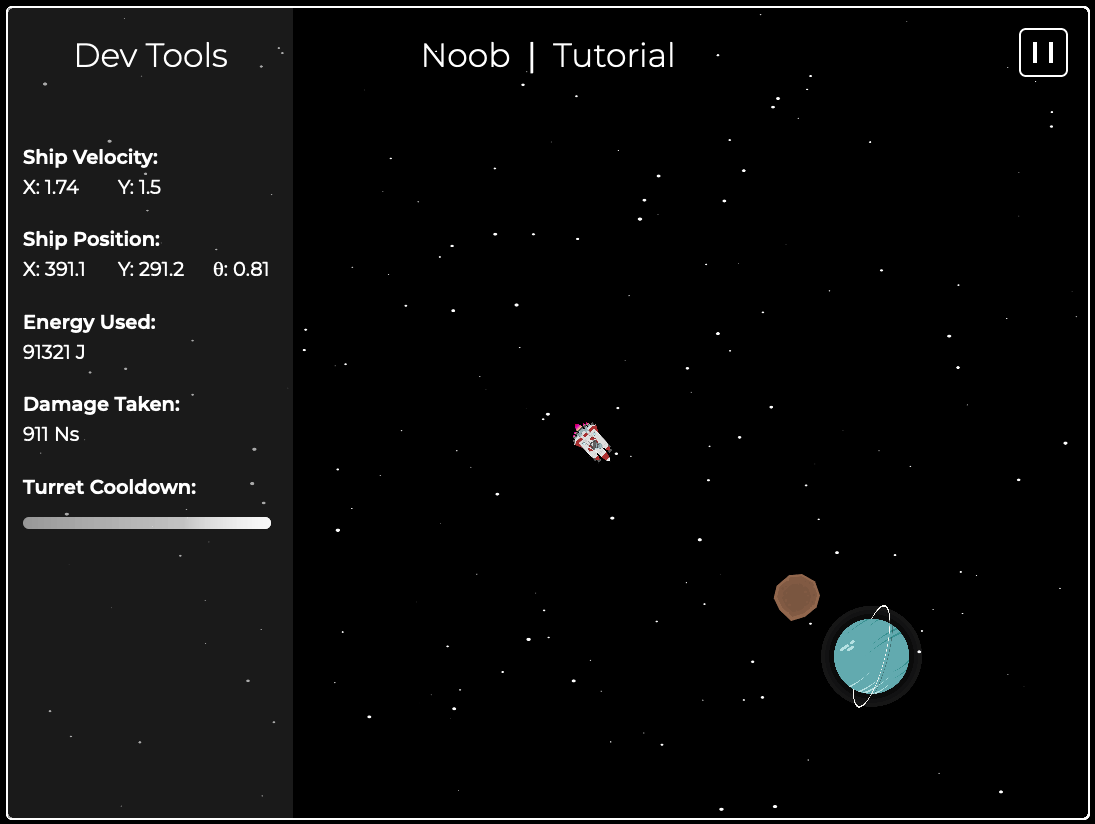 Dev Tools
Noob | Tutorial
Ship Velocity:
X: 1.74 Y: 1.5
Ship Position:
X: 391.1 Y: 291.2 θ: 0.81
Energy Used:
91321 J
Damage Taken:
911 Ns
Turret Cooldown: